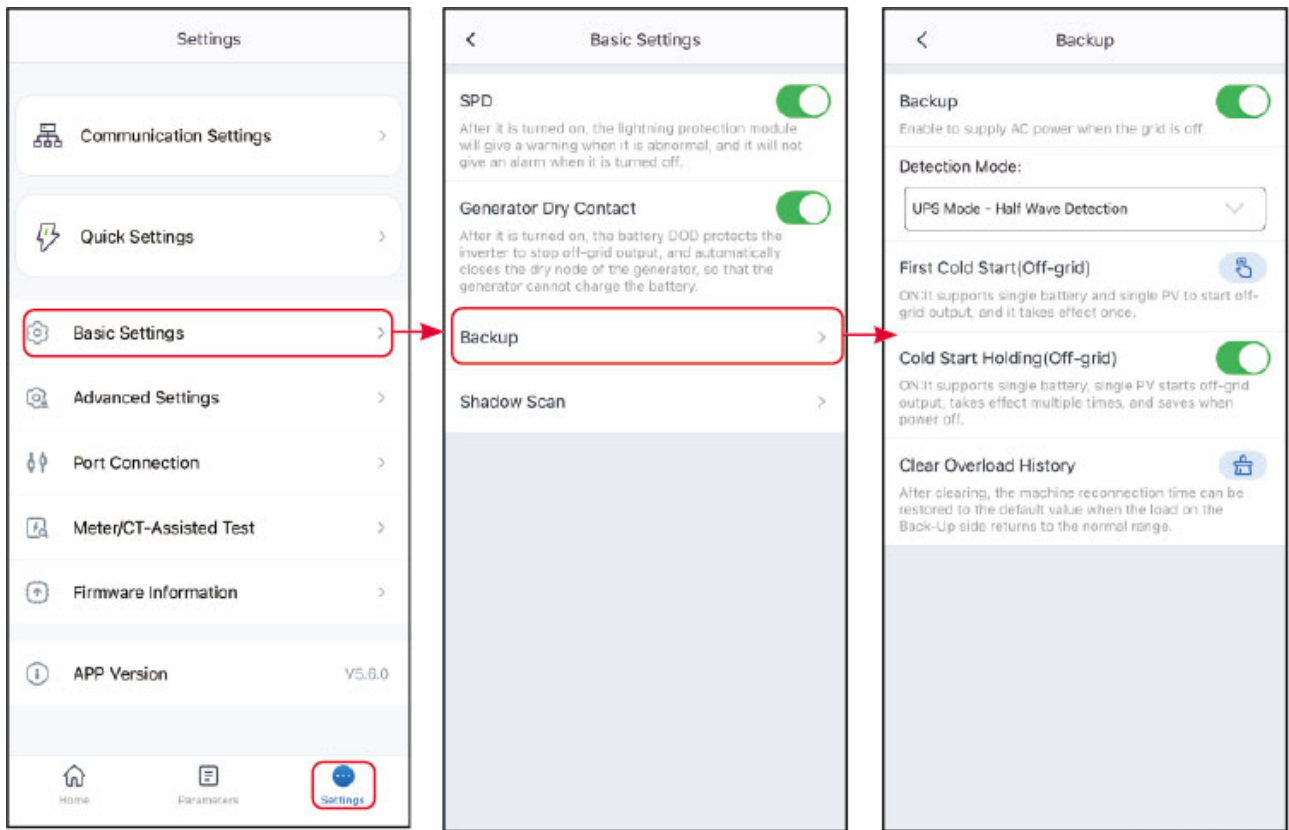 Settings
Communication Settings
Quick Settings
Basic Settings
Advanced Settings
Port Connection
Meter/CT-Assisted Test
Firmware Information
APP Version V5.6.0
Home Parameters Settings
Basic Settings
SPD
After it is turned on, the lightning protection module
will give a warning when it is abnormal, and it will not
give an alarm when it is turned off.
Generator Dry Contact
After it is turned on, the battery DOD protects the
inverter to stop off-grid output, and automatically
closes the dry node of the generator, so that the
generator cannot charge the battery.
Backup
Shadow Scan
Backup
Backup
Enable to supply AC power when the grid is off.
Detection Mode:
UPS Mode - Half Wave Detection
First Cold Start(Off-grid)
ON:It supports single battery and single PV to start off-
grid output, and it takes effect once.
Cold Start Holding(Off-grid)
ON:It supports single battery, single PV starts off-grid
output, takes effect multiple times, and saves when
power off.
Clear Overload History
After clearing, the machine reconnection time can be
restored to the default value when the load on the
Back-Up side returns to the normal range.